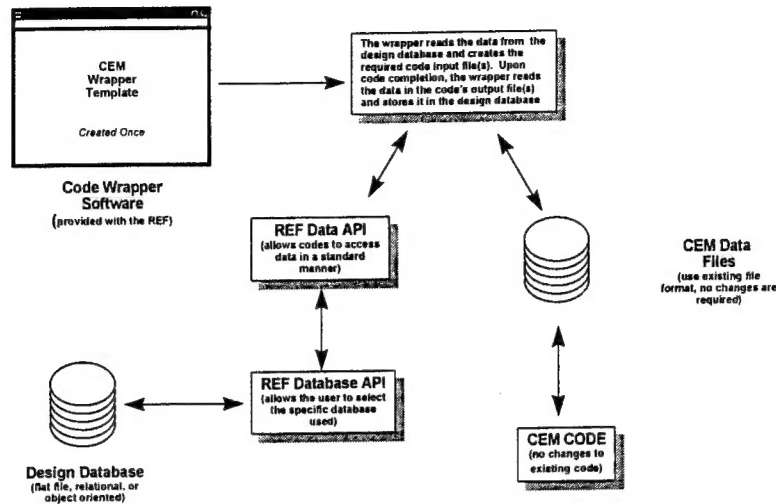 CEM
Wrapper
Template
Created Once
Code Wrapper
Software
(provided with the REF)
The wrapper reads the data from the
design database and creates the
required code input file(s). Upon
code completion, the wrapper reads
the data in the code's output file(s)
and stores it in the design database
REF Data API
(allows codes to access
data in a standard
manner)
CEM Data
Files
(use existing file
format, no changes are
required)
REF Database API
(allows the user to select
the specific database
used)
Design Database
(flat file, relational, or
object oriented)
CEM CODE
(no changes to
existing code)